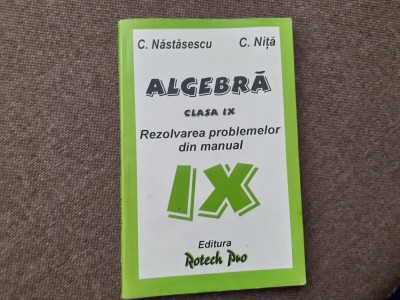 C. Năstăsescu C. Niță
ALGEBRĂ
CLASA IX
Rezolvarea problemelor
din manual
IX
Editura
Rotech Pro